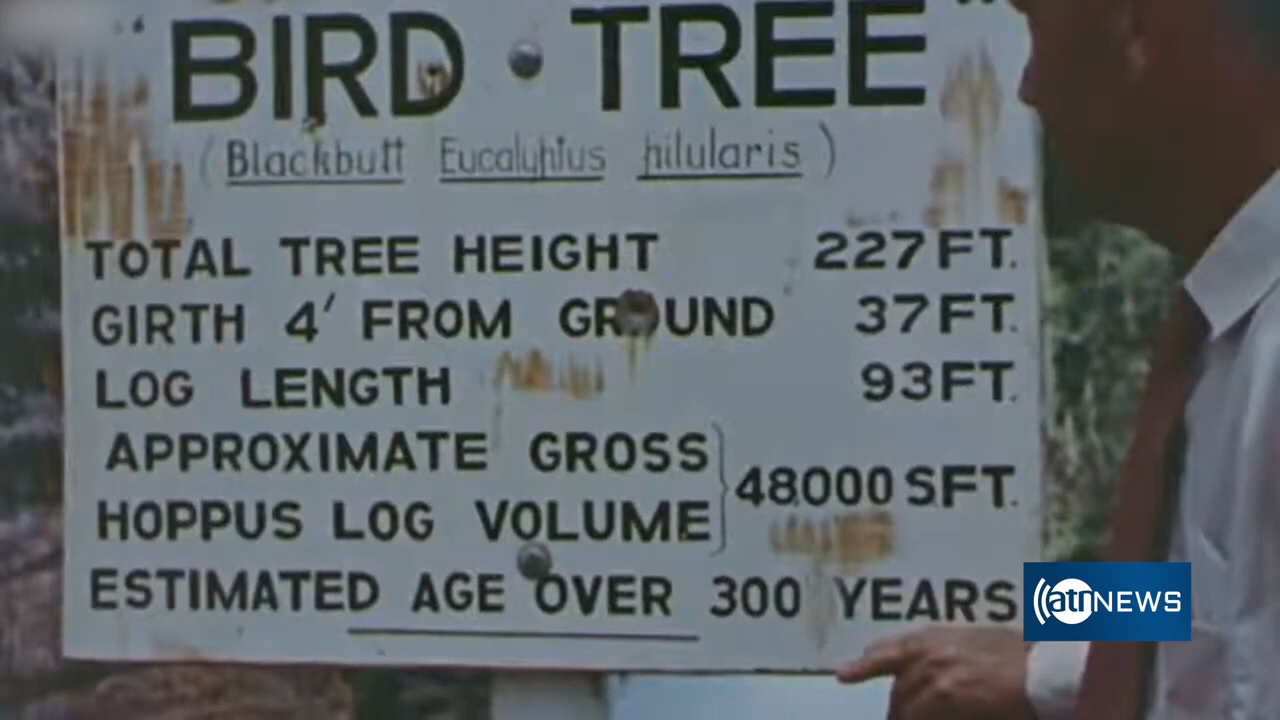 "BIRD · TREE"
(Blackbutt Eucalyptus pilularis)
TOTAL TREE HEIGHT 227 FT.
GIRTH 4' FROM GROUND 37 FT.
LOG LENGTH 93 FT.
APPROXIMATE GROSS
HOPPUS LOG VOLUME } 48000 SFT.
ESTIMATED AGE OVER 300 YEARS
atn NEWS